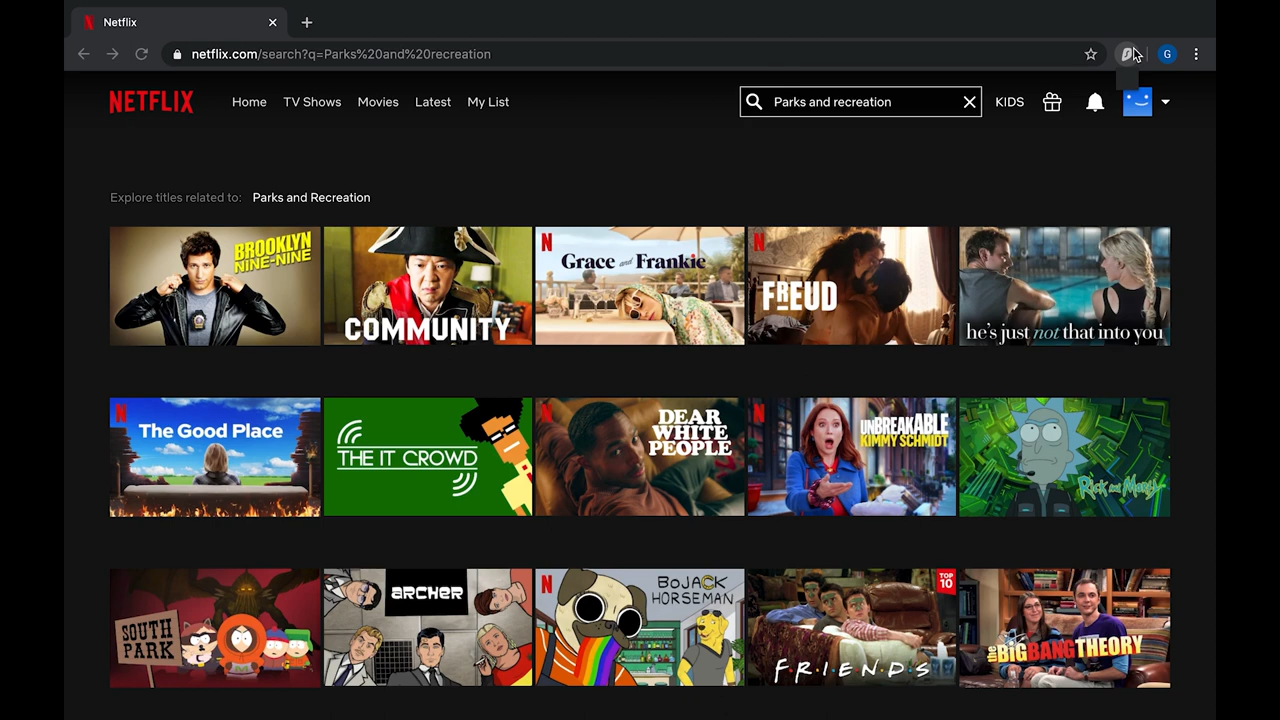 Netflix
netflix.com/search?q=Parks%20and%20recreation
G
NETFLIX
Home TV Shows Movies Latest My List
Parks and recreation
KIDS
Explore titles related to: Parks and Recreation
BROOKLYN
NINE-NINE
COMMUNITY
N
Grace and Frankie
N
FREUD
he's just not that into you
N
The Good Place
THE IT CROWD
N
DEAR
WHITE
PEOPLE
N
UNBREAKABLE
KIMMY SCHMIDT
Rick and Morty
SOUTH
PARK
ARCHER
N
BOJACK
HORSEMAN
TOP
10
F·R·I·E·N·D·S
the BIG BANG THEORY